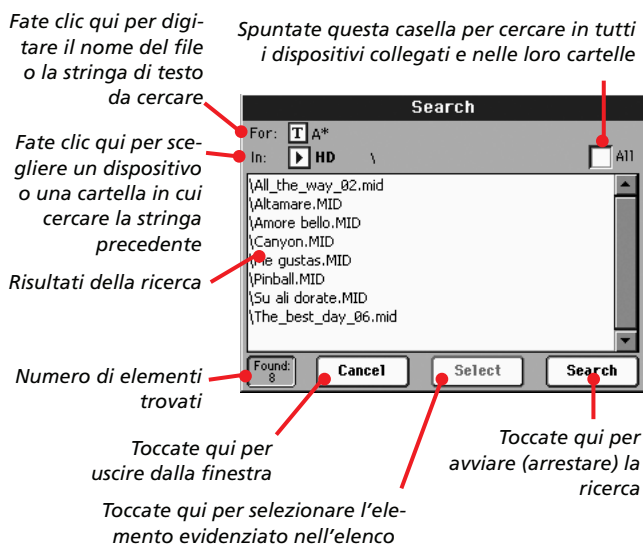 Fate clic qui per digi-
tare il nome del file
o la stringa di testo
da cercare
Spuntate questa casella per cercare in tutti
i dispositivi collegati e nelle loro cartelle
Fate clic qui per sce-
gliere un dispositivo
o una cartella in cui
cercare la stringa
precedente
Risultati della ricerca
Numero di elementi
trovati
Search
For: T A*
In: HD \
All
\All_the_way_02.mid
\Altamare.MID
\Amore bello.MID
\Canyon.MID
\Me gustas.MID
\Pinball.MID
\Su ali dorate.MID
\The_best_day_06.mid
Found:
8
Cancel
Select
Search
Toccate qui per
uscire dalla finestra
Toccate qui per
avviare (arrestare) la
ricerca
Toccate qui per selezionare l’ele-
mento evidenziato nell’elenco